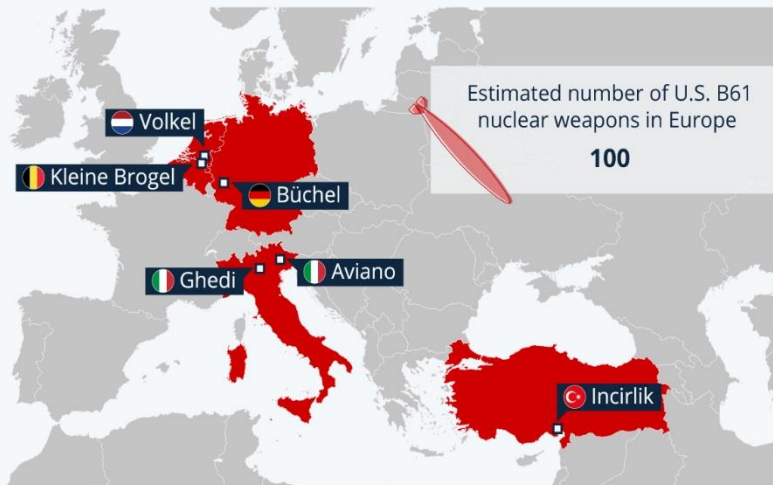 Estimated number of U.S. B61
nuclear weapons in Europe
100
Volkel
Kleine Brogel
Büchel
Ghedi
Aviano
Incirlik